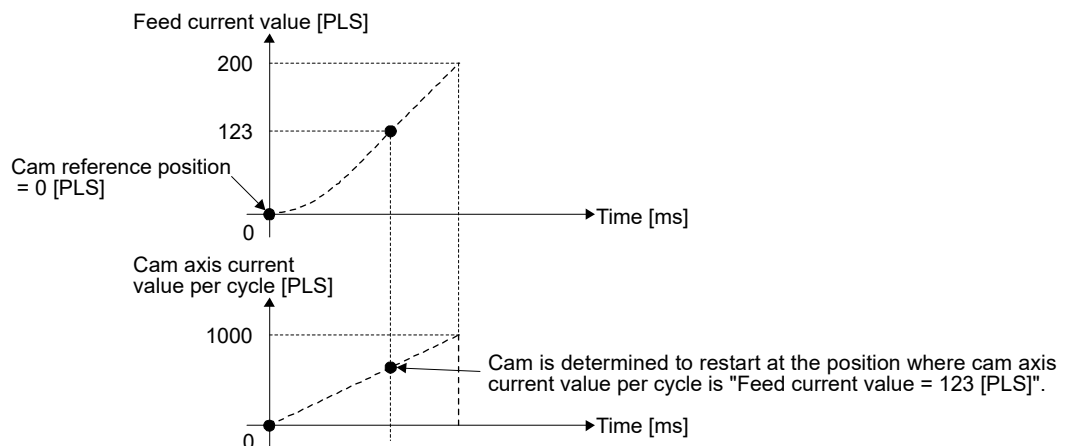 Feed current value [PLS]
200
123
Cam reference position
= 0 [PLS]
0
Time [ms]
Cam axis current
value per cycle [PLS]
1000
Cam is determined to restart at the position where cam axis
current value per cycle is "Feed current value = 123 [PLS]".
0
Time [ms]